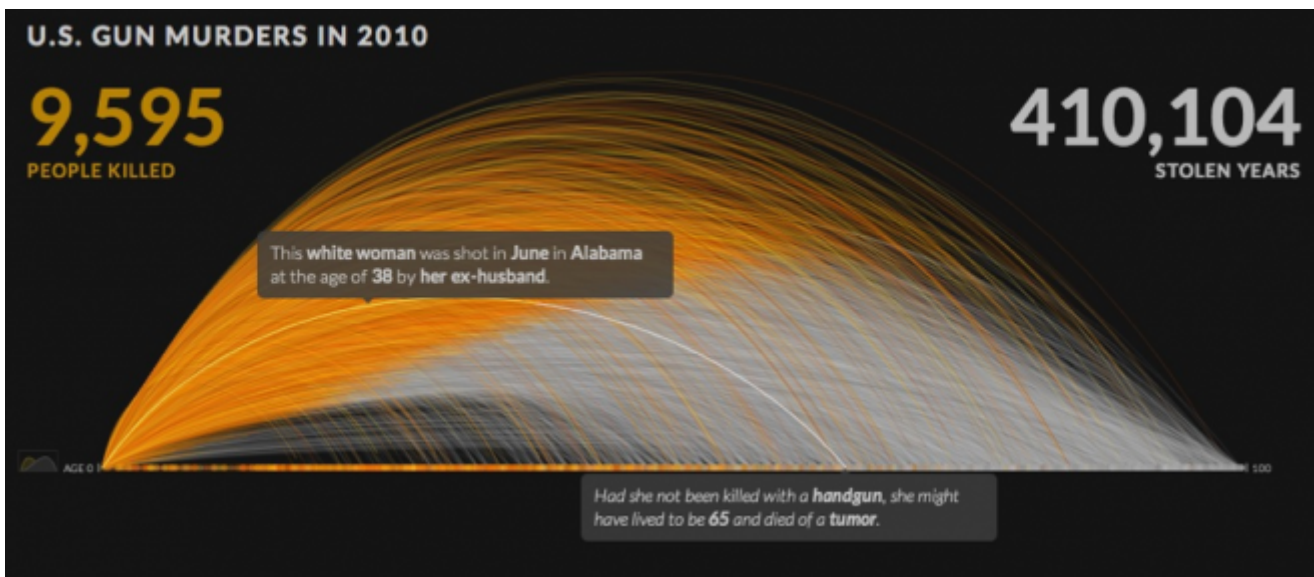 U.S. GUN MURDERS IN 2010
9,595
PEOPLE KILLED
410,104
STOLEN YEARS
This white woman was shot in June in Alabama
at the age of 38 by her ex-husband.
AGE 0
100
Had she not been killed with a handgun, she might
have lived to be 65 and died of a tumor.